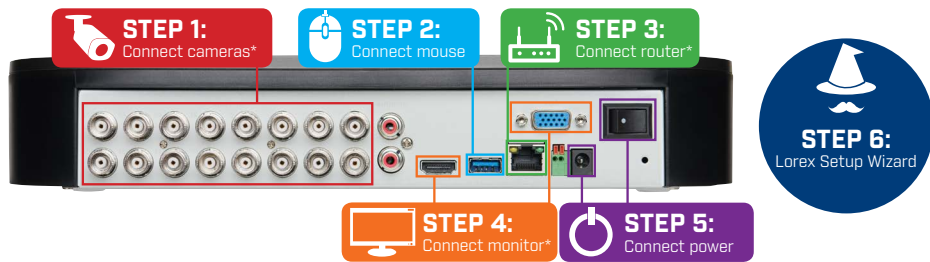 STEP 1:
Connect cameras*
STEP 2:
Connect mouse
STEP 3:
Connect router*
STEP 4:
Connect monitor*
STEP 5:
Connect power
STEP 6:
Lorex Setup Wizard